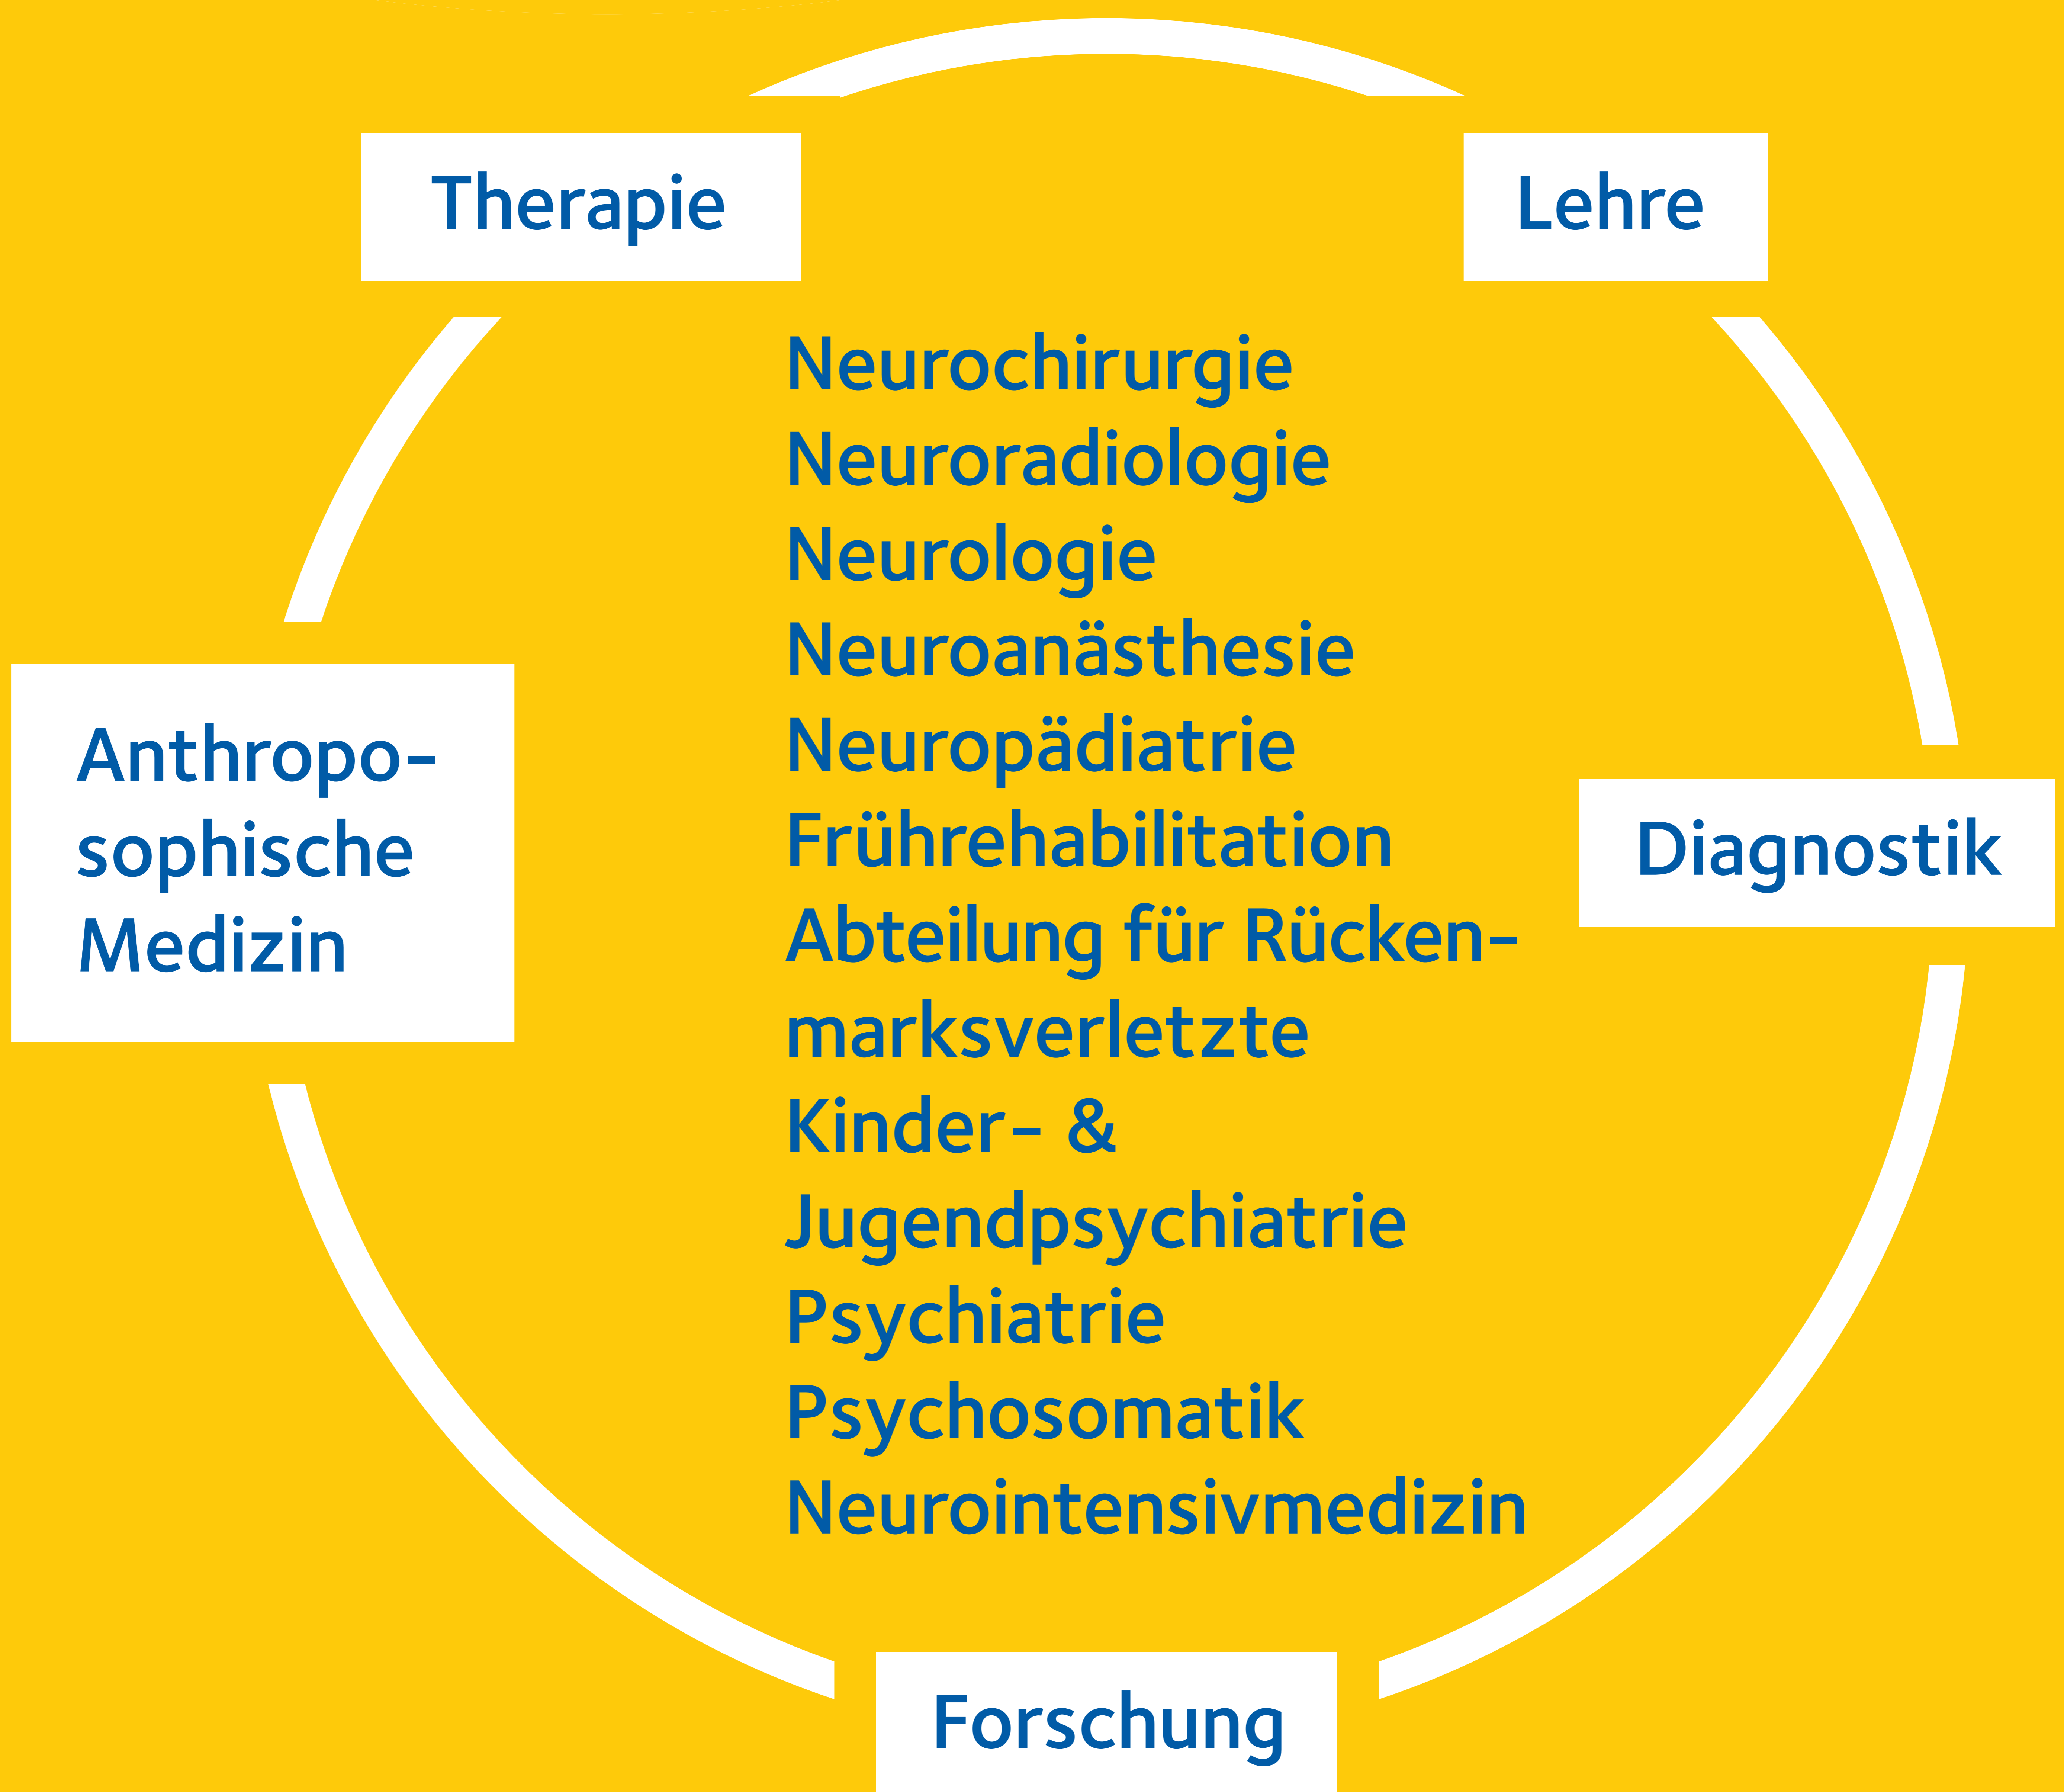 Therapie
Lehre
Neurochirurgie
Neuroradiologie
Neurologie
Neuroanästhesie
Neuropädiatrie
Frührehabilitation
Abteilung für Rücken-
marksverletzte
Kinder- &
Jugendpsychiatrie
Psychiatrie
Psychosomatik
Neurointensivmedizin
Anthropo-
sophische
Medizin
Diagnostik
Forschung